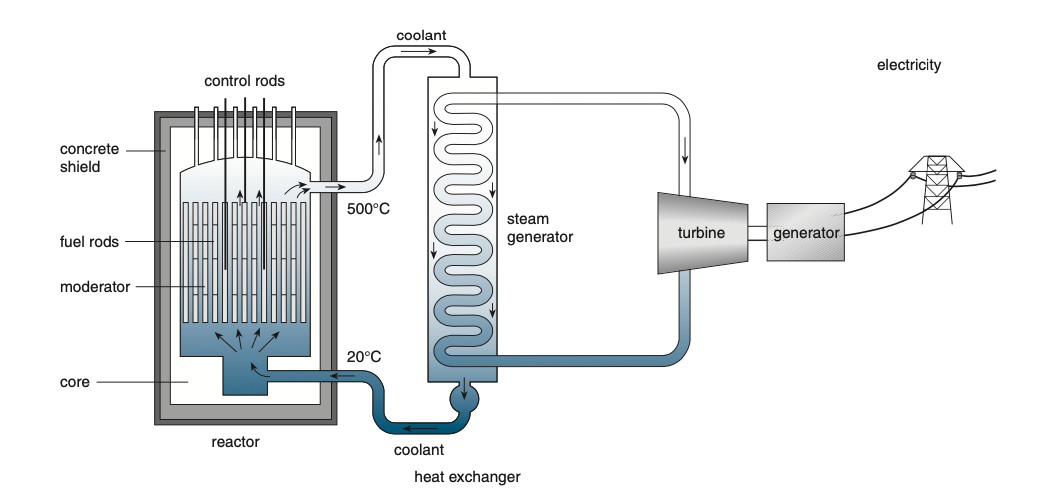 coolant
electricity
control rods
concrete
shield
500°C
steam
generator
fuel rods
turbine
generator
moderator
20°C
core
reactor
coolant
heat exchanger